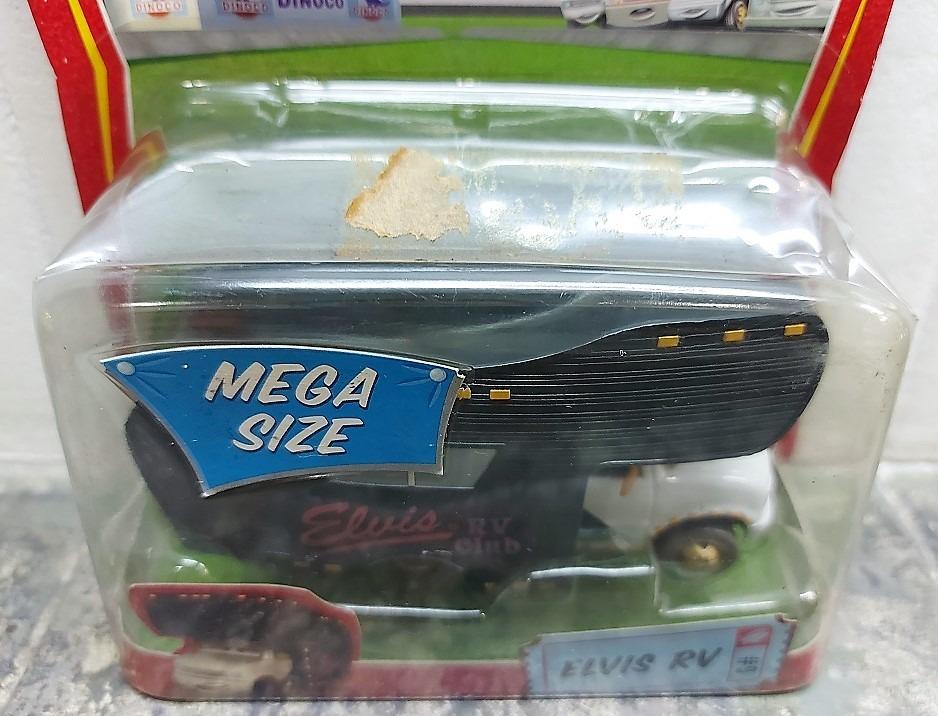 DINOCO
DINOCO
DINOCO
DINOCO
MEGA
SIZE
Elvis RV
Club
ELVIS RV